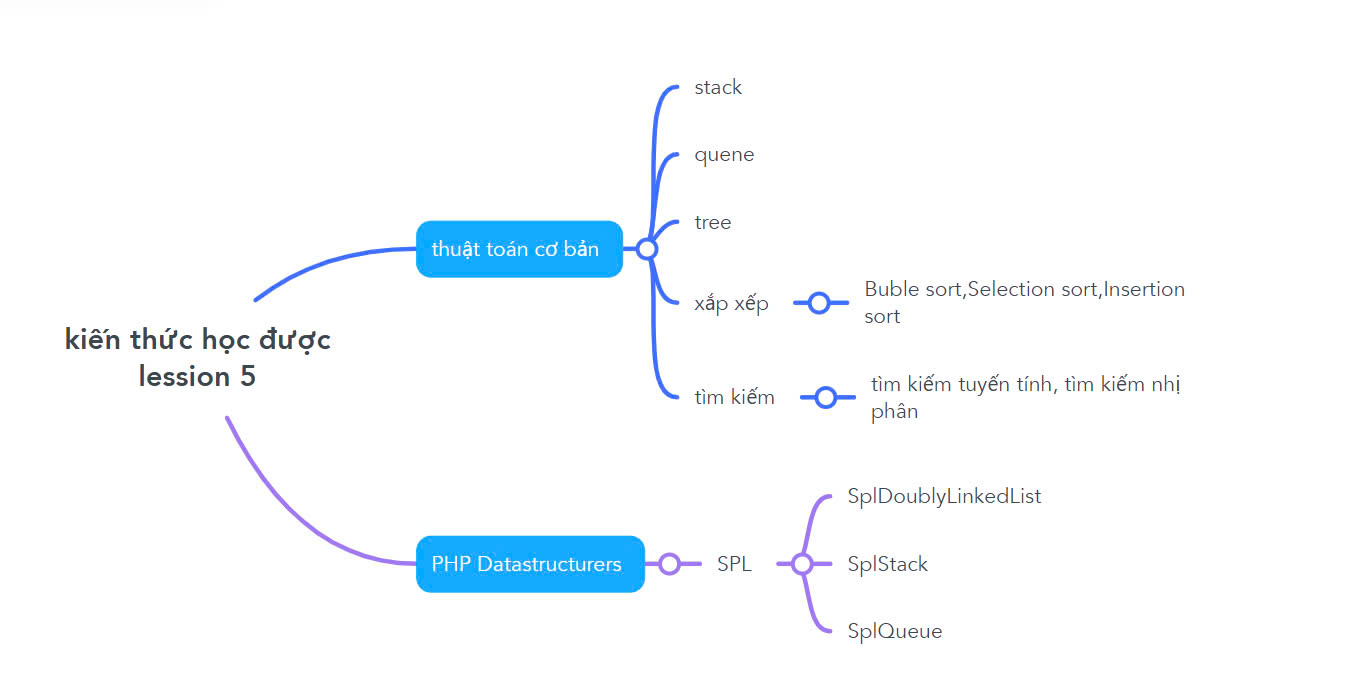 kiến thức học được
lession 5
thuật toán cơ bản
stack
quene
tree
xắp xếp
Buble sort,Selection sort,Insertion
sort
tìm kiếm
tìm kiếm tuyến tính, tìm kiếm nhị
phân
PHP Datastructurers
SPL
SplDoublyLinkedList
SplStack
SplQueue